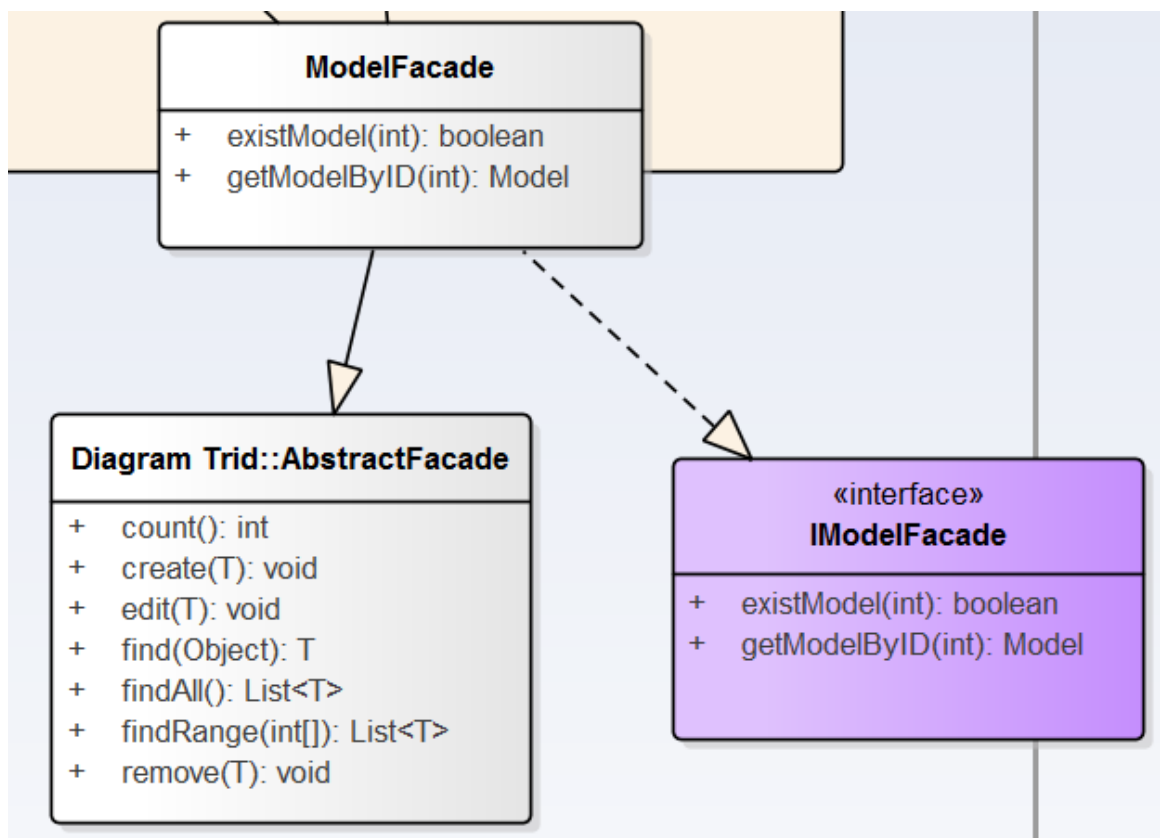 ModelFacade
+ existModel(int): boolean
+ getModelByID(int): Model
Diagram Trid::AbstractFacade
+ count(): int
+ create(T): void
+ edit(T): void
+ find(Object): T
+ findAll(): List<T>
+ findRange(int[]): List<T>
+ remove(T): void
«interface»
IModelFacade
+ existModel(int): boolean
+ getModelByID(int): Model